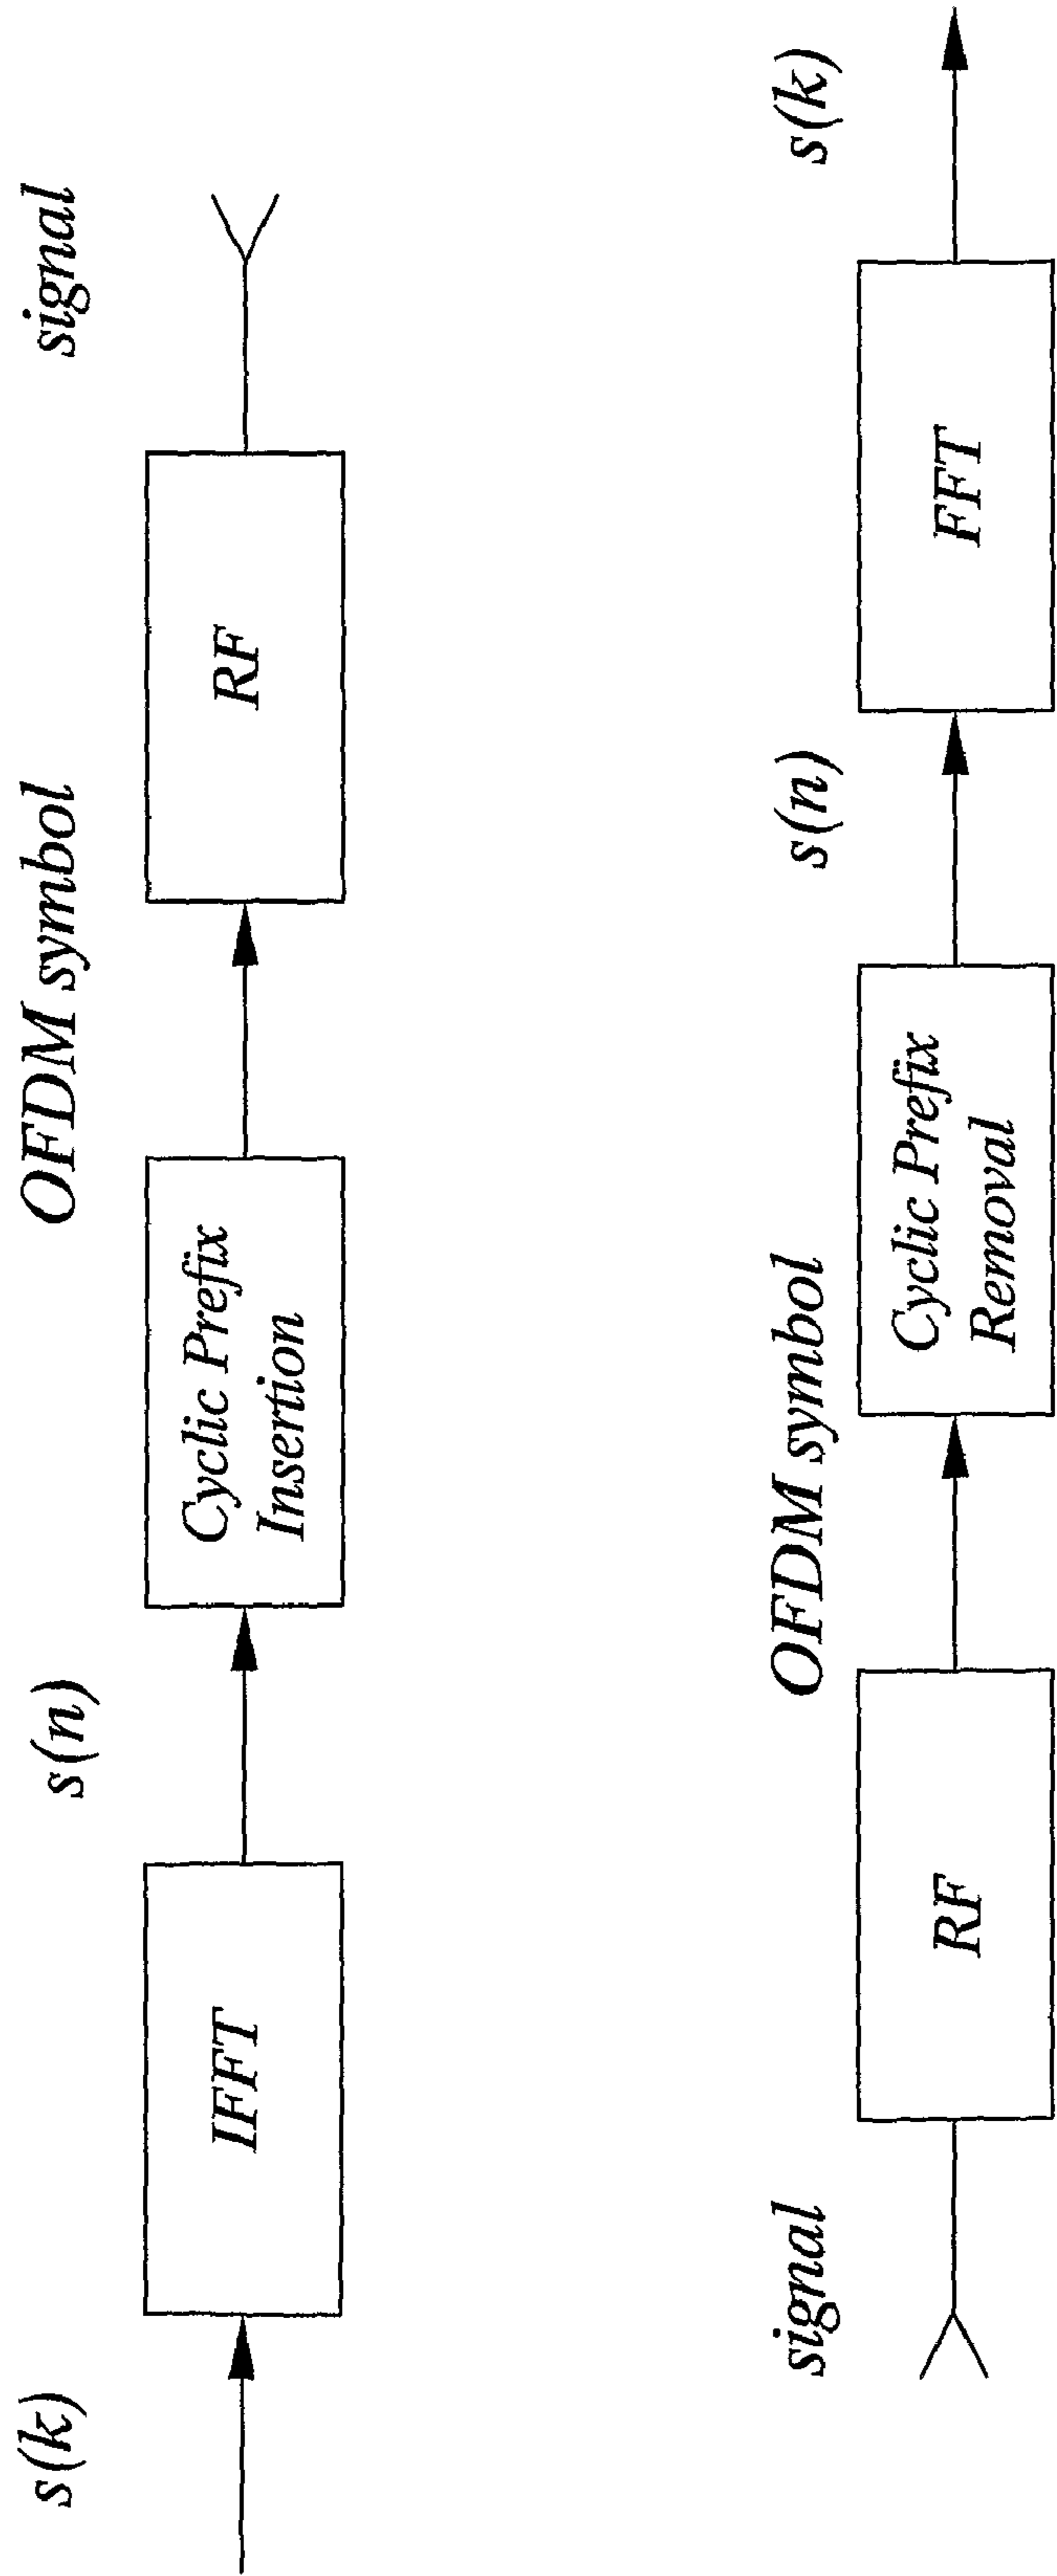 s(k)
s(n)
OFDM symbol
signal
IFFT
Cyclic Prefix
Insertion
RF
signal
OFDM symbol
s(n)
s(k)
RF
Cyclic Prefix
Removal
FFT